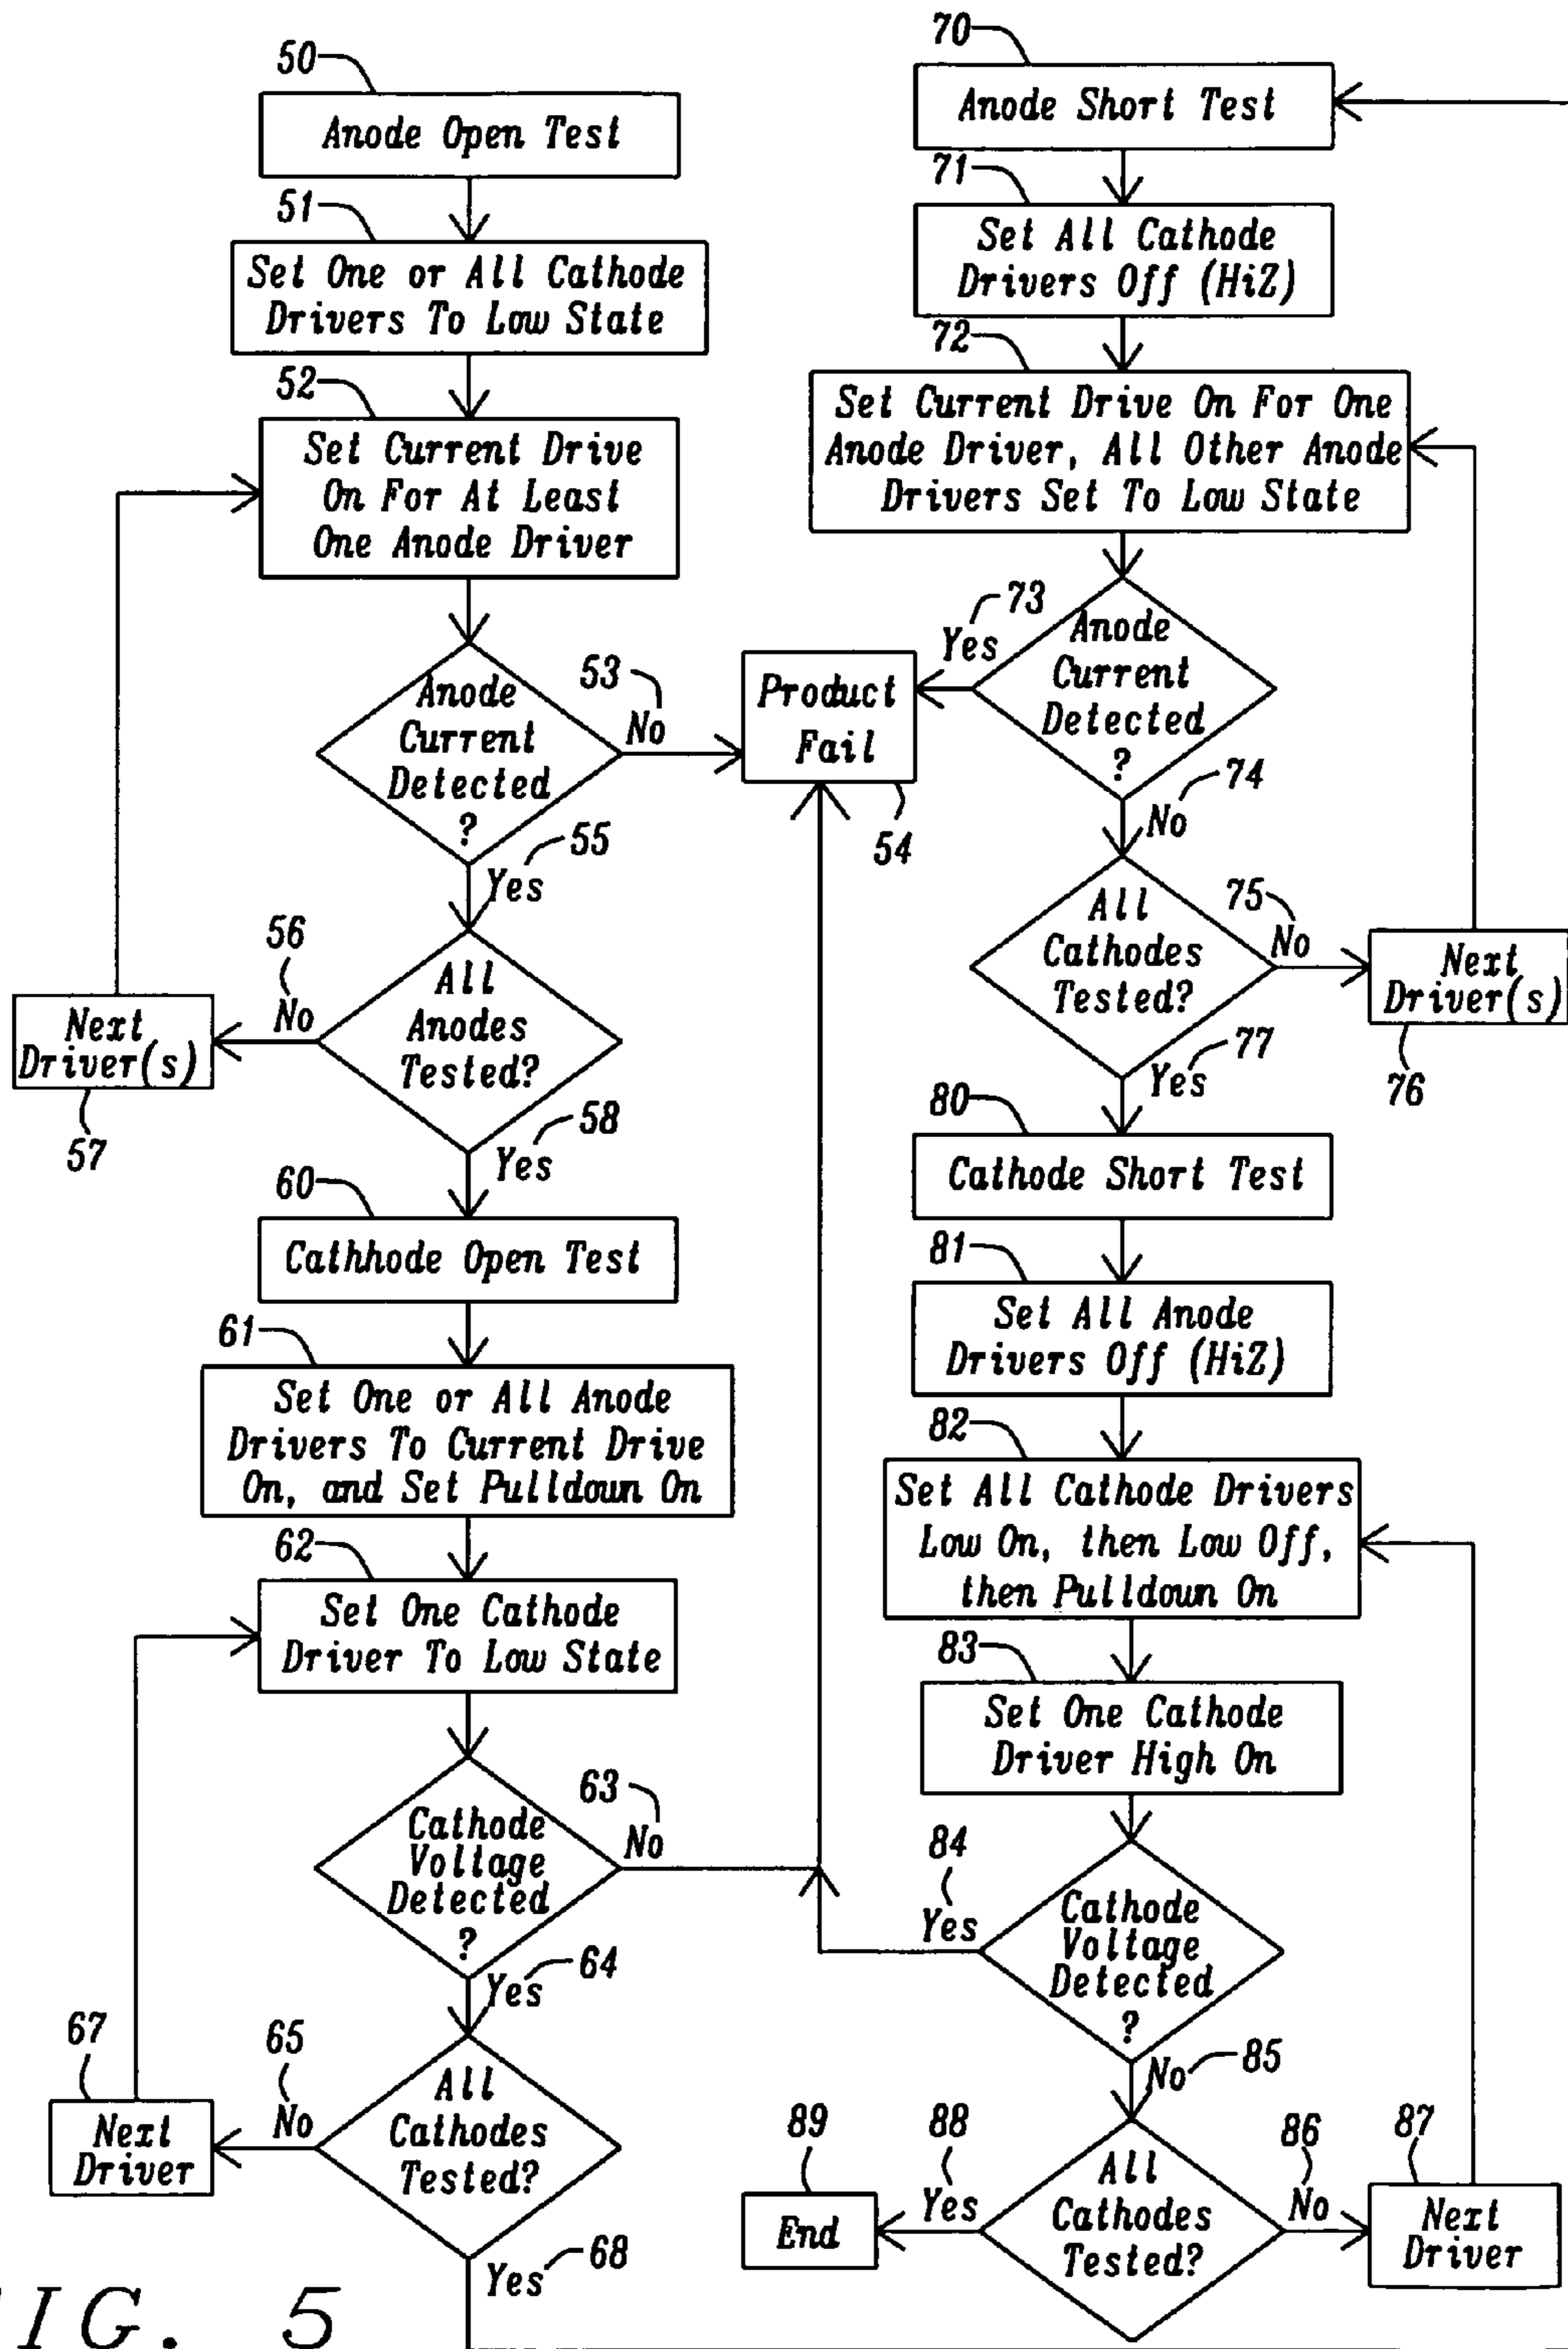 50
Anode Open Test
51
Set One or All Cathode
Drivers To Low State
52
Set Current Drive
On For At Least
One Anode Driver
Anode
Current
Detected
?
53
No
Product
Fail
54
55
Yes
All
Anodes
Tested?
56
No
Next
Driver(s)
57
58
Yes
60
Cathhode Open Test
61
Set One or All Anode
Drivers To Current Drive
On, and Set Pulldown On
62
Set One Cathode
Driver To Low State
Cathode
Voltage
Detected
?
63
No
64
Yes
All
Cathodes
Tested?
65
No
67
Next
Driver
68
Yes
70
Anode Short Test
71
Set All Cathode
Drivers Off (HiZ)
72
Set Current Drive On For One
Anode Driver, All Other Anode
Drivers Set To Low State
Anode
Current
Detected
?
73
Yes
74
No
All
Cathodes
Tested?
75
No
Next
Driver(s)
76
77
Yes
80
Cathode Short Test
81
Set All Anode
Drivers Off (HiZ)
82
Set All Cathode Drivers
Low On, then Low Off,
then Pulldown On
83
Set One Cathode
Driver High On
Cathode
Voltage
Detected
?
84
Yes
85
No
All
Cathodes
Tested?
86
No
87
Next
Driver
88
Yes
89
End
IG. 5